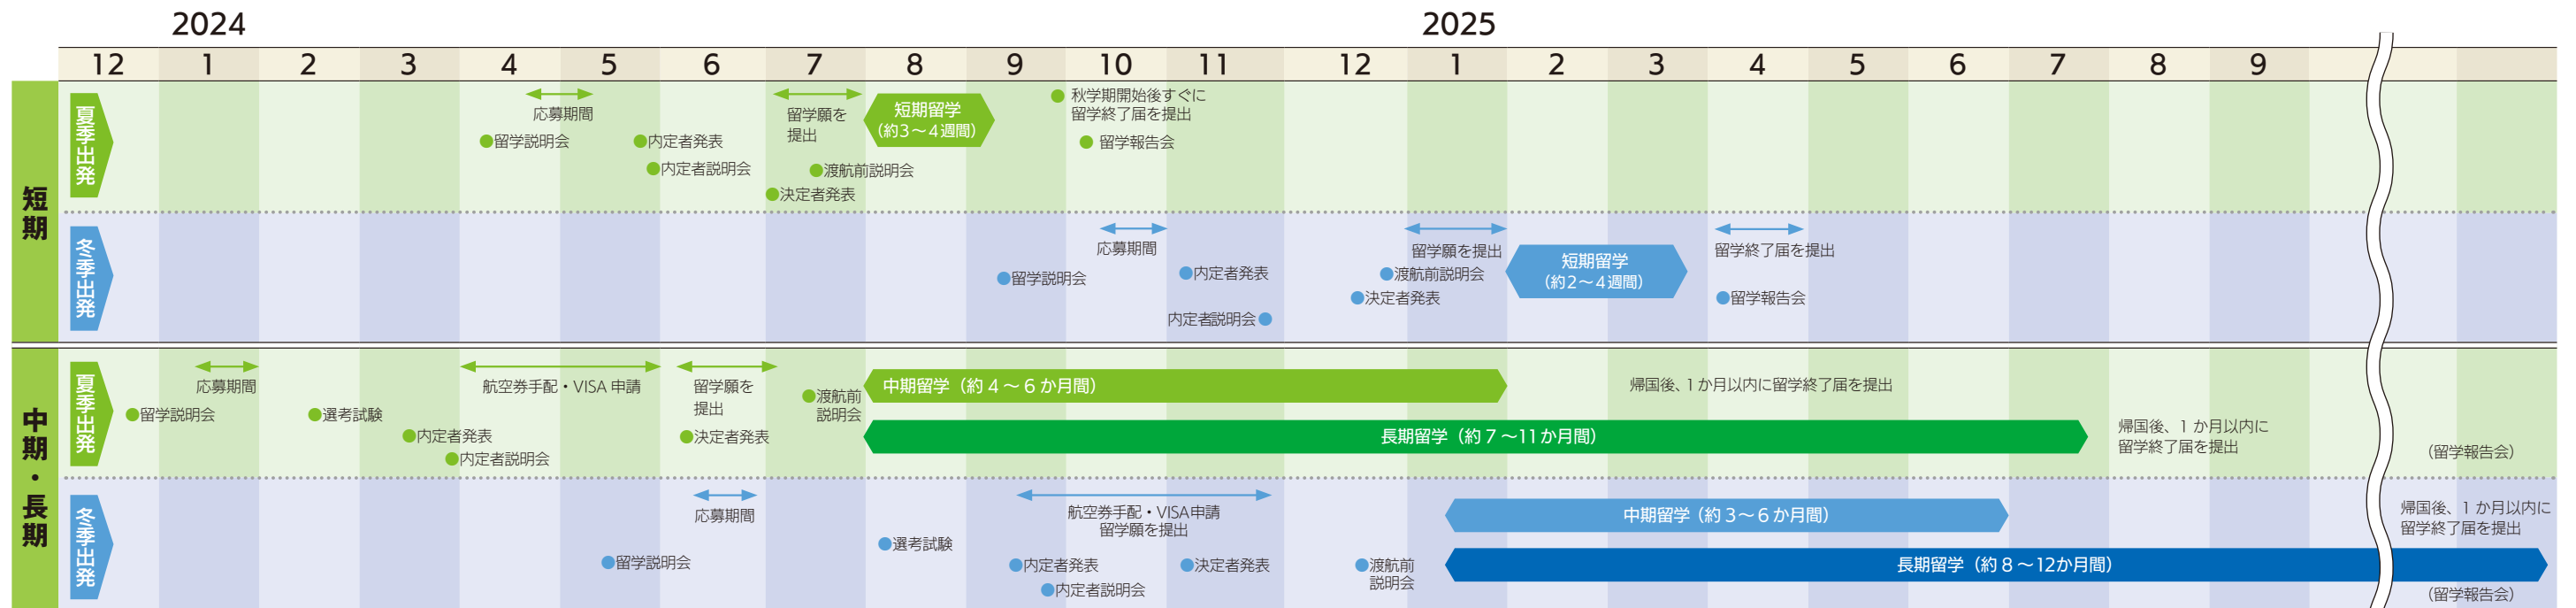 2024
2025
12 1 2 3 4 5 6 7 8 9 10 11 12 1 2 3 4 5 6 7 8 9
短期
夏季出発
応募期間
留学説明会
内定者発表
内定者説明会
留学願を
提出
渡航前説明会
決定者発表
短期留学
(約3〜4週間)
秋学期開始後すぐに
留学終了届を提出
留学報告会
冬季出発
留学説明会
応募期間
内定者発表
内定者説明会
留学願を提出
渡航前説明会
決定者発表
短期留学
(約2〜4週間)
留学終了届を提出
留学報告会
中期・長期
夏季出発
留学説明会
応募期間
選考試験
内定者発表
内定者説明会
航空券手配・VISA 申請
留学願を
提出
決定者発表
渡航前
説明会
中期留学（約 4 〜 6 か月間）
帰国後、1 か月以内に留学終了届を提出
長期留学（約 7 〜11か月間）
帰国後、1 か月以内に
留学終了届を提出
（留学報告会）
冬季出発
留学説明会
応募期間
選考試験
航空券手配・VISA申請
留学願を提出
内定者発表
内定者説明会
決定者発表
渡航前
説明会
中期留学（約 3〜 6 か月間）
長期留学（約 8 〜12か月間）
帰国後、1 か月以内に
留学終了届を提出
（留学報告会）